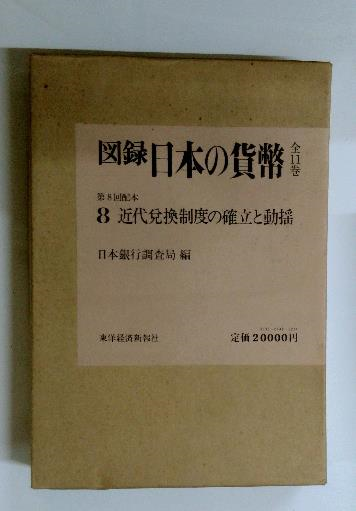 図録日本の貨幣 全11巻
第8回配本
8 近代兌換制度の確立と動揺
日本銀行調査局 編
東洋経済新報社
定価20000円